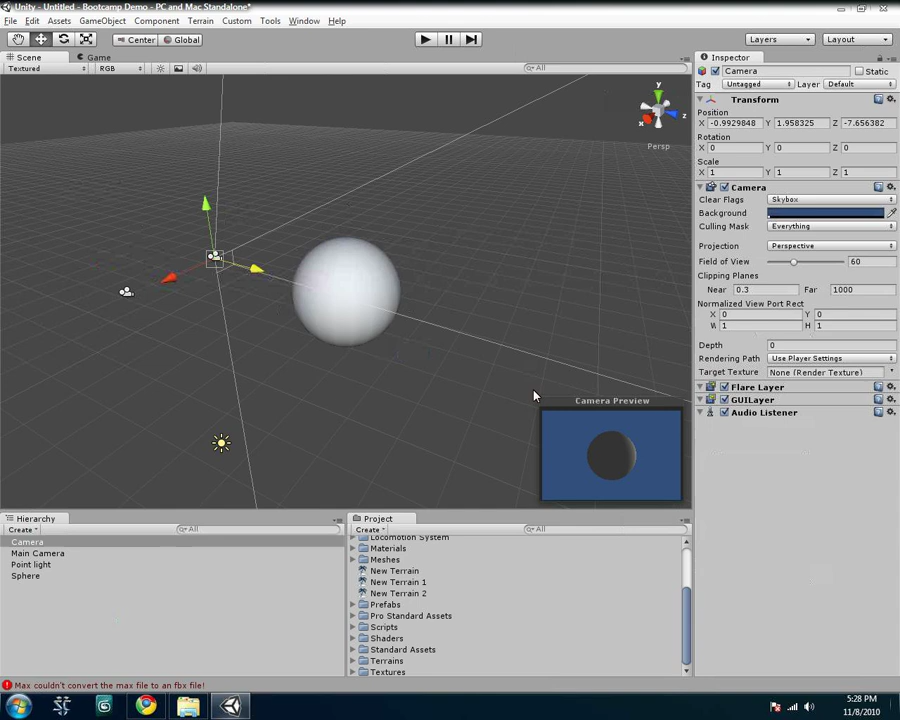 Unity - Untitled - Bootcamp Demo - PC and Mac Standalone*
File Edit Assets GameObject Component Terrain Custom Tools Window Help
Center Global Layers Layout
Scene Game
Textured RGB All
y
x z
Persp
Camera Preview
Inspector
Camera Static
Tag Untagged Layer Default
Transform
Position
X -0.9929848 Y 1.958325 Z -7.656382
Rotation
X 0 Y 0 Z 0
Scale
X 1 Y 1 Z 1
Camera
Clear Flags Skybox
Background
Culling Mask Everything
Projection Perspective
Field of View 60
Clipping Planes
Near 0.3 Far 1000
Normalized View Port Rect
X 0 Y 0
W 1 H 1
Depth 0
Rendering Path Use Player Settings
Target Texture None (Render Texture)
Flare Layer
GUILayer
Audio Listener
Hierarchy
Create All
Camera
Main Camera
Point light
Sphere
Project
Create All
Locomotion System
Materials
Meshes
New Terrain
New Terrain 1
New Terrain 2
Prefabs
Pro Standard Assets
Scripts
Shaders
Standard Assets
Terrains
Textures
Max couldn't convert the max file to an fbx file!
5:28 PM
11/8/2010